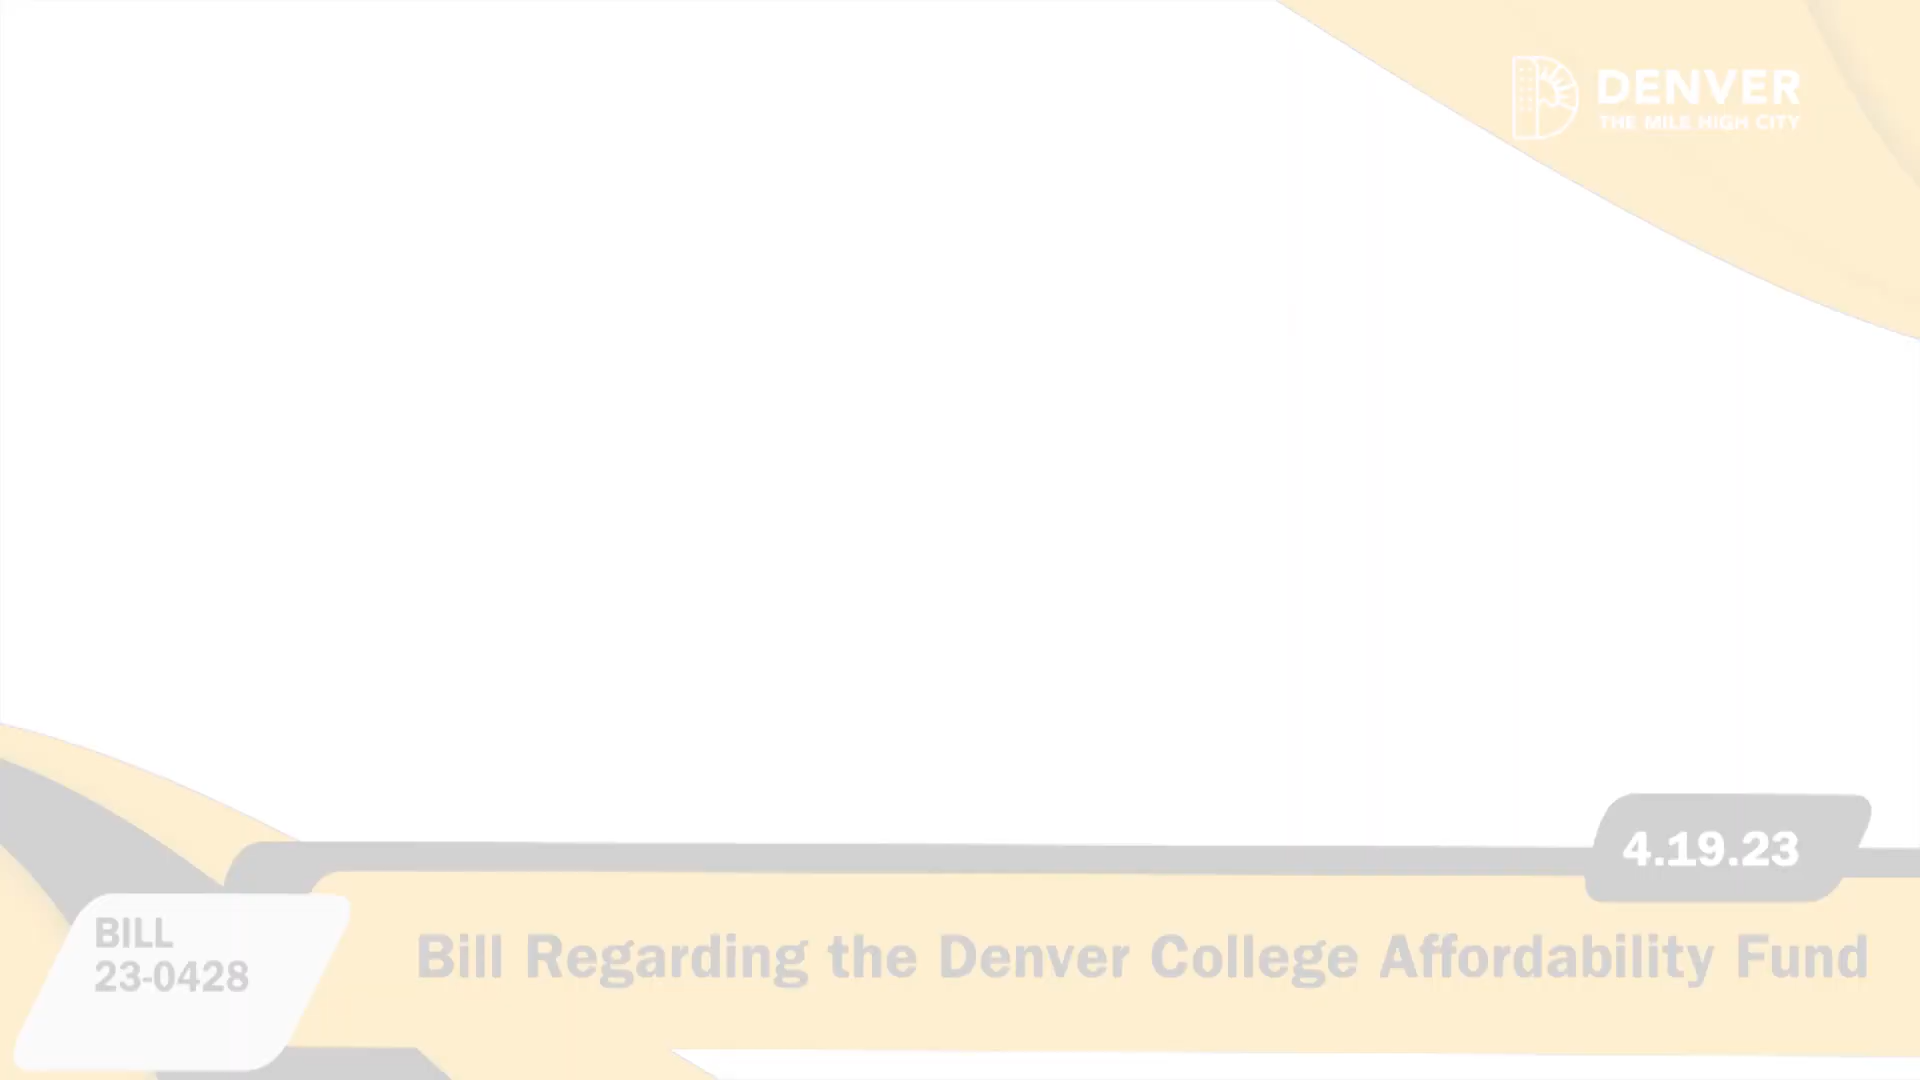 DENVER
THE MILE HIGH CITY
4.19.23
BILL
23-0428
Bill Regarding the Denver College Affordability Fund